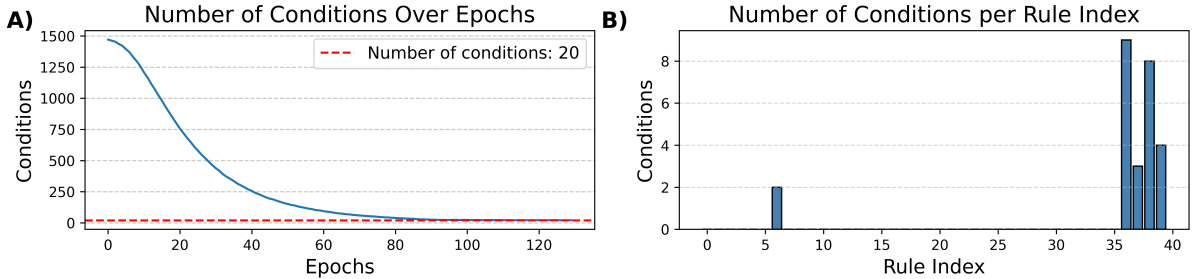 A)
Number of Conditions Over Epochs
Conditions
1500
1250
1000
750
500
250
0
Number of conditions: 20
0 20 40 60 80 100 120
Epochs
B)
Number of Conditions per Rule Index
Conditions
8
6
4
2
0
0 5 10 15 20 25 30 35 40
Rule Index